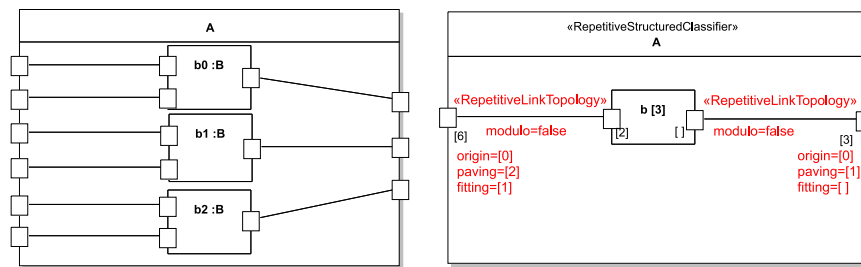 A
b0 :B
b1 :B
b2 :B
«RepetitiveStructuredClassifier»
A
«RepetitiveLinkTopology»
b [3]
«RepetitiveLinkTopology»
[6]
modulo=false
[2]
[ ]
modulo=false
[3]
origin=[0]
paving=[2]
fitting=[1]
origin=[0]
paving=[1]
fitting=[ ]